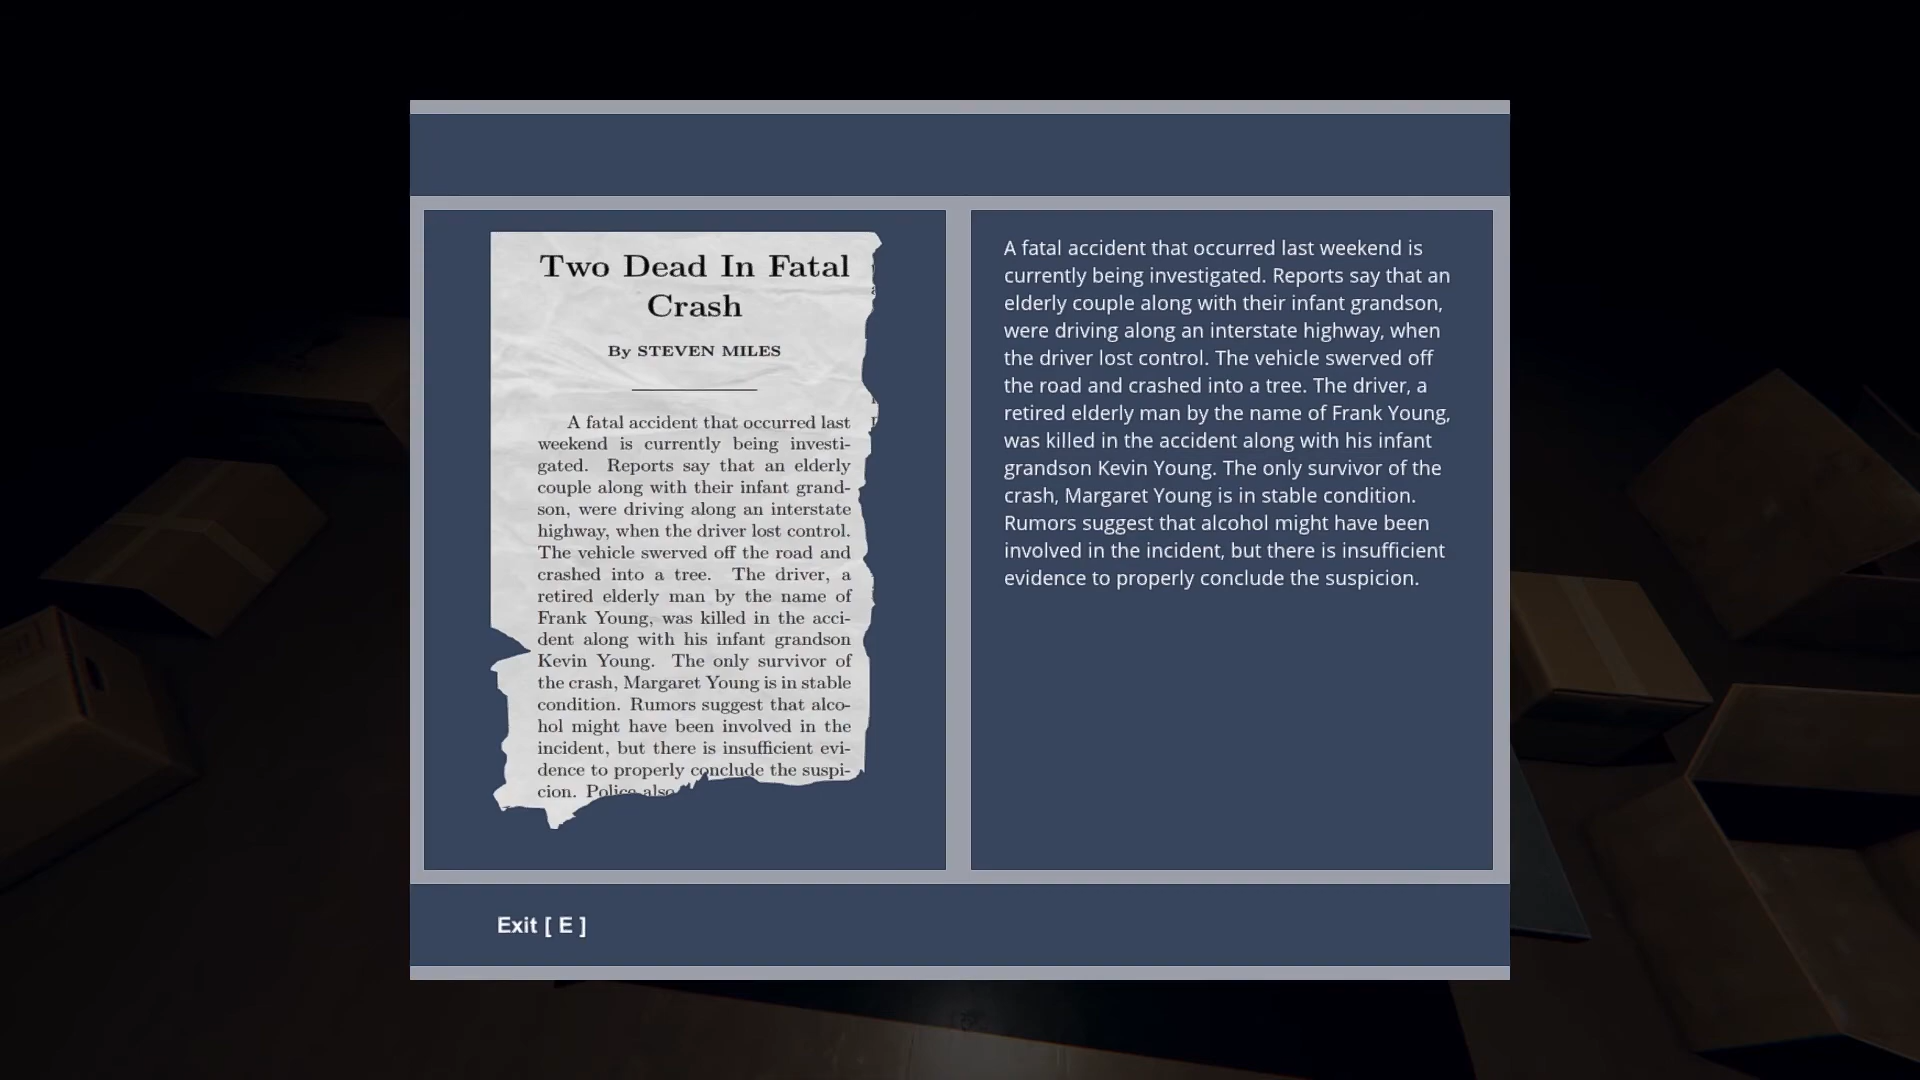 Two Dead In Fatal
Crash
By STEVEN MILES
A fatal accident that occurred last
weekend is currently being investi-
gated. Reports say that an elderly
couple along with their infant grand-
son, were driving along an interstate
highway, when the driver lost control.
The vehicle swerved off the road and
crashed into a tree. The driver, a
retired elderly man by the name of
Frank Young, was killed in the acci-
dent along with his infant grandson
Kevin Young. The only survivor of
the crash, Margaret Young is in stable
condition. Rumors suggest that alco-
hol might have been involved in the
incident, but there is insufficient evi-
dence to properly conclude the suspi-
cion. Police also
A fatal accident that occurred last weekend is
currently being investigated. Reports say that an
elderly couple along with their infant grandson,
were driving along an interstate highway, when
the driver lost control. The vehicle swerved off
the road and crashed into a tree. The driver, a
retired elderly man by the name of Frank Young,
was killed in the accident along with his infant
grandson Kevin Young. The only survivor of the
crash, Margaret Young is in stable condition.
Rumors suggest that alcohol might have been
involved in the incident, but there is insufficient
evidence to properly conclude the suspicion.
Exit [ E ]